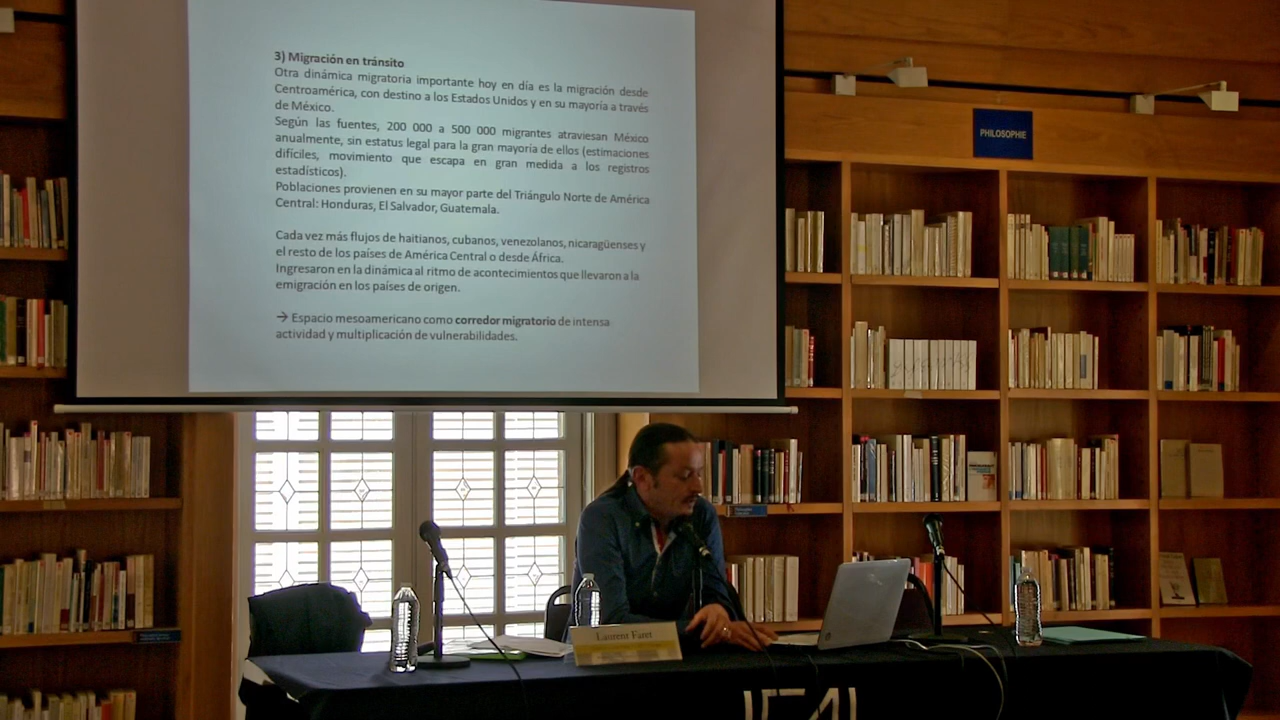 3) Migración en tránsito
Otra dinámica migratoria importante hoy en día es la migración desde
Centroamérica, con destino a los Estados Unidos y en su mayoría a través
de México.
Según las fuentes, 200 000 a 500 000 migrantes atraviesan México
anualmente, sin estatus legal para la gran mayoría de ellos (estimaciones
difíciles, movimiento que escapa en gran medida a los registros
estadísticos).
Poblaciones provienen en su mayor parte del Triángulo Norte de América
Central: Honduras, El Salvador, Guatemala.
Cada vez más flujos de haitianos, cubanos, venezolanos, nicaragüenses y
el resto de los países de América Central o desde África.
Ingresaron en la dinámica al ritmo de acontecimientos que llevaron a la
emigración en los países de origen.
→ Espacio mesoamericano como corredor migratorio de intensa
actividad y multiplicación de vulnerabilidades.
PHILOSOPHIE
Laurent Faret